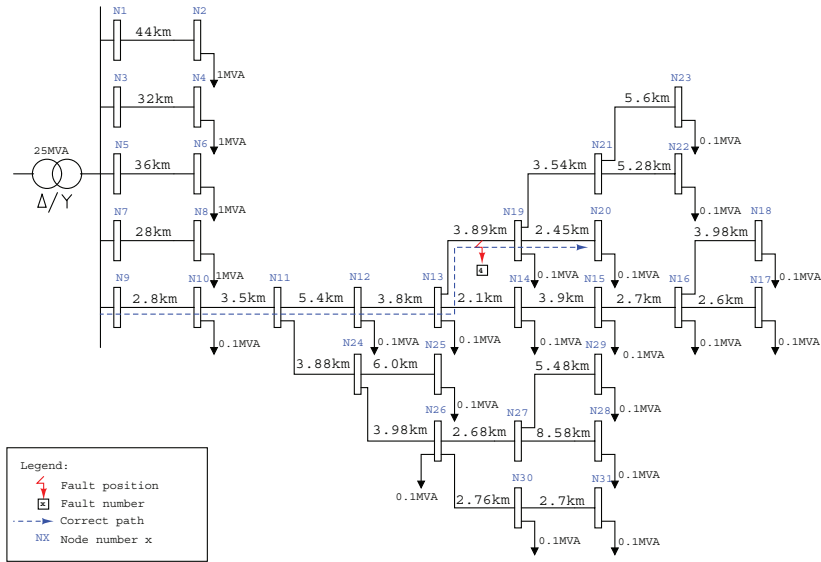 N1 N2
44km
1MVA
N3 N4 N23
32km 5.6km
1MVA 0.1MVA
25MVA
N5 N6 N21 N22
36km 3.54km 5.28km
Δ/Y
1MVA 0.1MVA
N7 N8 N19 N20 N18
28km 3.89km 2.45km 3.98km
4
1MVA 0.1MVA 0.1MVA 0.1MVA
N9 N10 N11 N12 N13 N14 N15 N16 N17
2.8km 3.5km 5.4km 3.8km 2.1km 3.9km 2.7km 2.6km
0.1MVA 0.1MVA 0.1MVA 0.1MVA 0.1MVA 0.1MVA 0.1MVA
N24 N25 N29
3.88km 6.0km 5.48km
0.1MVA 0.1MVA
N26 N27 N28
3.98km 2.68km 8.58km
0.1MVA 0.1MVA
N30 N31
2.76km 2.7km
0.1MVA 0.1MVA
Legend:
Fault position
x Fault number
Correct path
NX Node number x